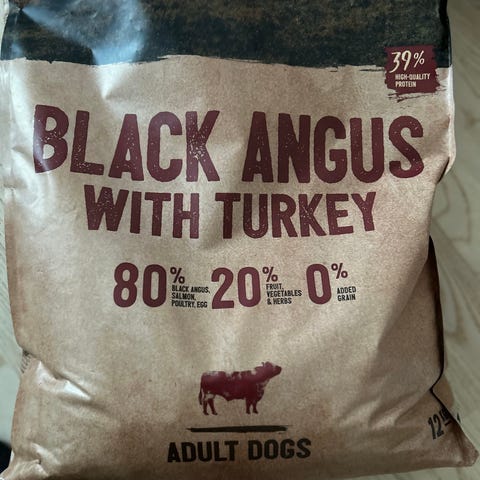 39%
HIGH-QUALITY
PROTEIN
BLACK ANGUS
WITH TURKEY
80%
BLACK ANGUS,
SALMON,
POULTRY, EGG
20%
FRUIT,
VEGETABLES
& HERBS
0%
ADDED
GRAIN
ADULT DOGS
12